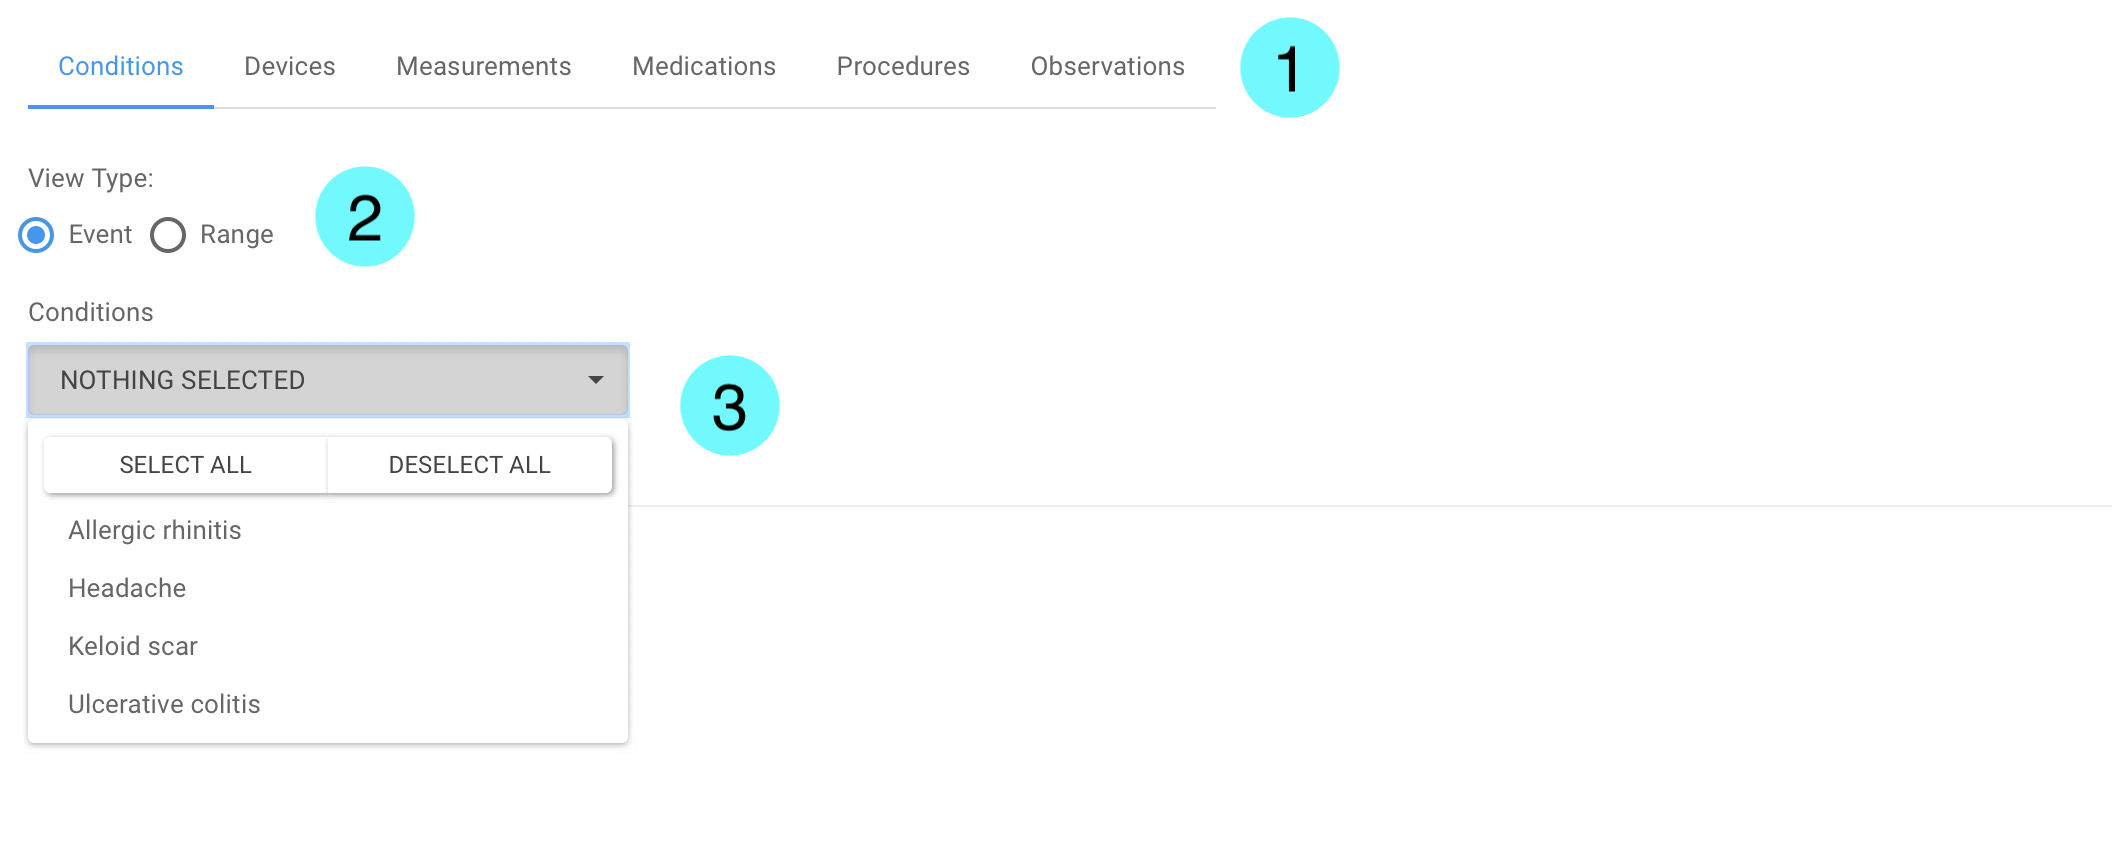 Conditions Devices Measurements Medications Procedures Observations 1
View Type:
Event Range 2
Conditions
NOTHING SELECTED 3
SELECT ALL DESELECT ALL
Allergic rhinitis
Headache
Keloid scar
Ulcerative colitis